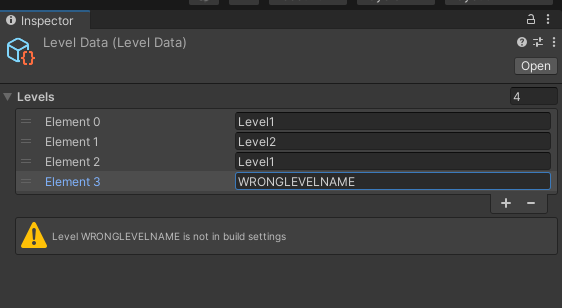 Inspector
Level Data (Level Data)
Open
Levels 4
Element 0 Level1
Element 1 Level2
Element 2 Level1
Element 3 WRONGLEVELNAME
Level WRONGLEVELNAME is not in build settings